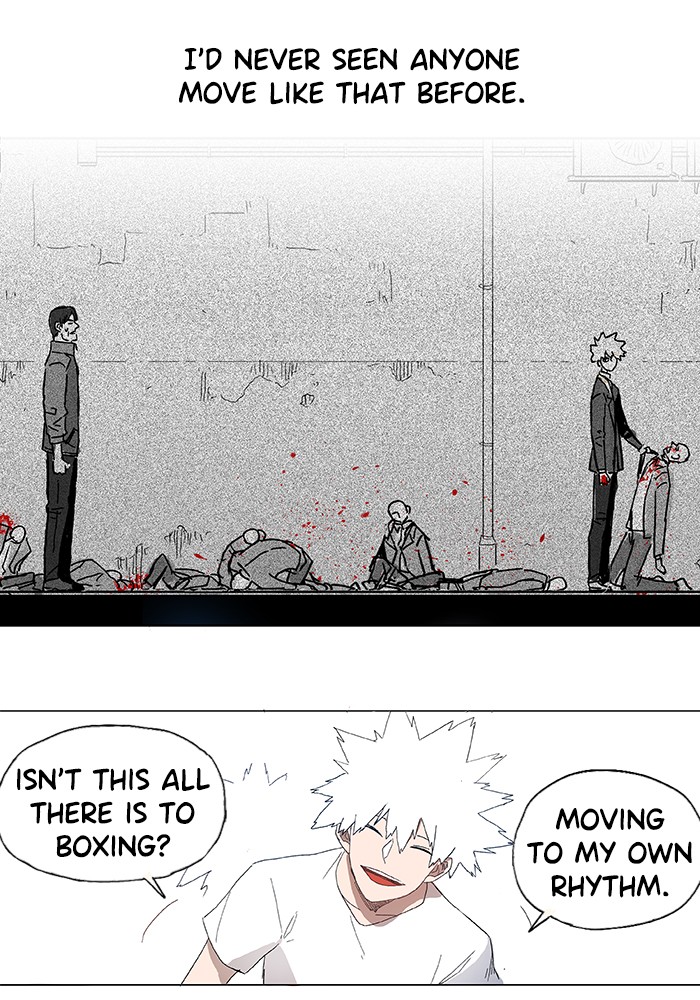 I'D NEVER SEEN ANYONE
MOVE LIKE THAT BEFORE.
ISN'T THIS ALL
THERE IS TO
BOXING?
MOVING
TO MY OWN
RHYTHM.